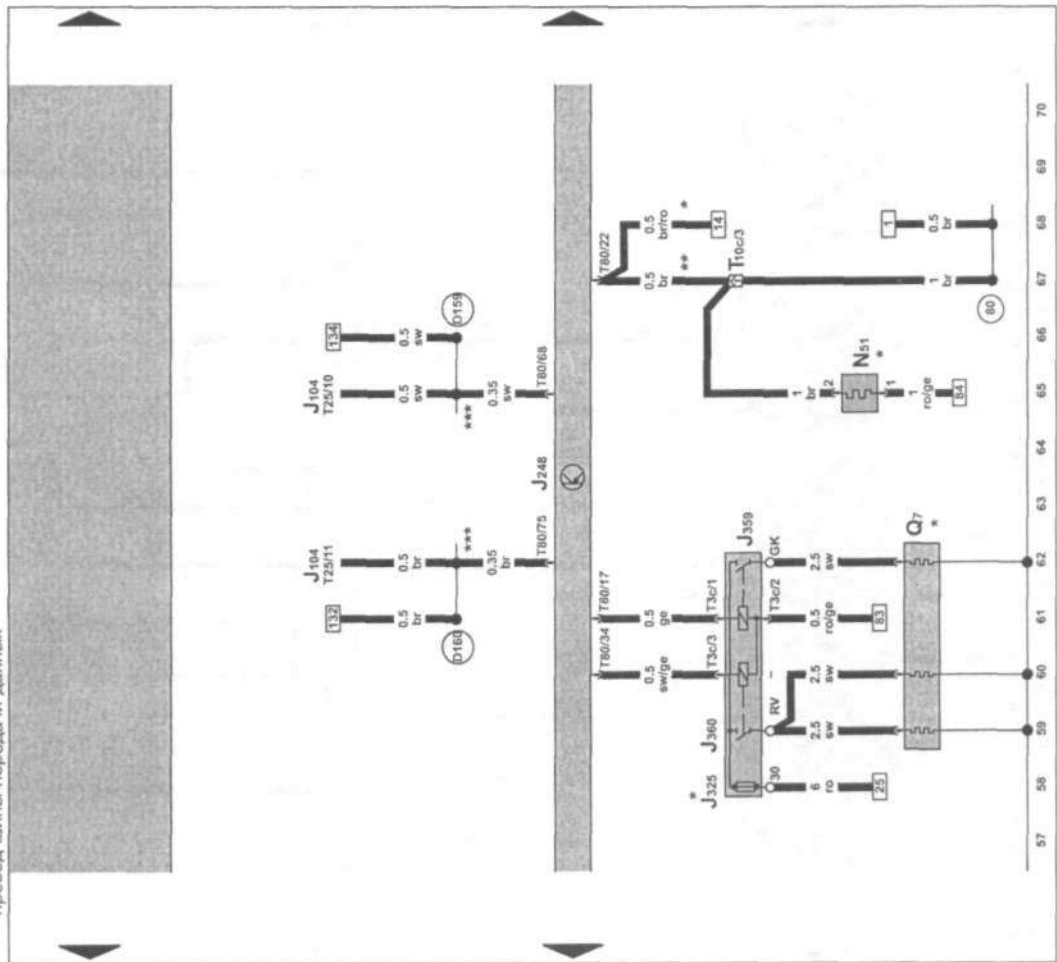 134
D159
0.5
sw
J104
T25/10
0.5
sw
***
0.35
sw
T80/68
J248
J104
T25/11
0.5
br
***
0.35
br
T80/75
132
0.5
br
D160
T80/22
0.5
br/ro
*
14
0.5
br
**
T10c/3
1
0.5
br
1
br
80
1
br
2
N51
*
1
1
ro/ge
84
T80/17
0.5
ge
T3c/1
T80/34
0.5
sw/ge
T3c/3
J359
GK
2.5
sw
T3c/2
0.5
ro/ge
83
2.5
sw
J360
RV
2.5
sw
*
J325
30
6
ro
25
Q7
*
57
58
59
60
61
62
63
64
65
66
67
68
69
70